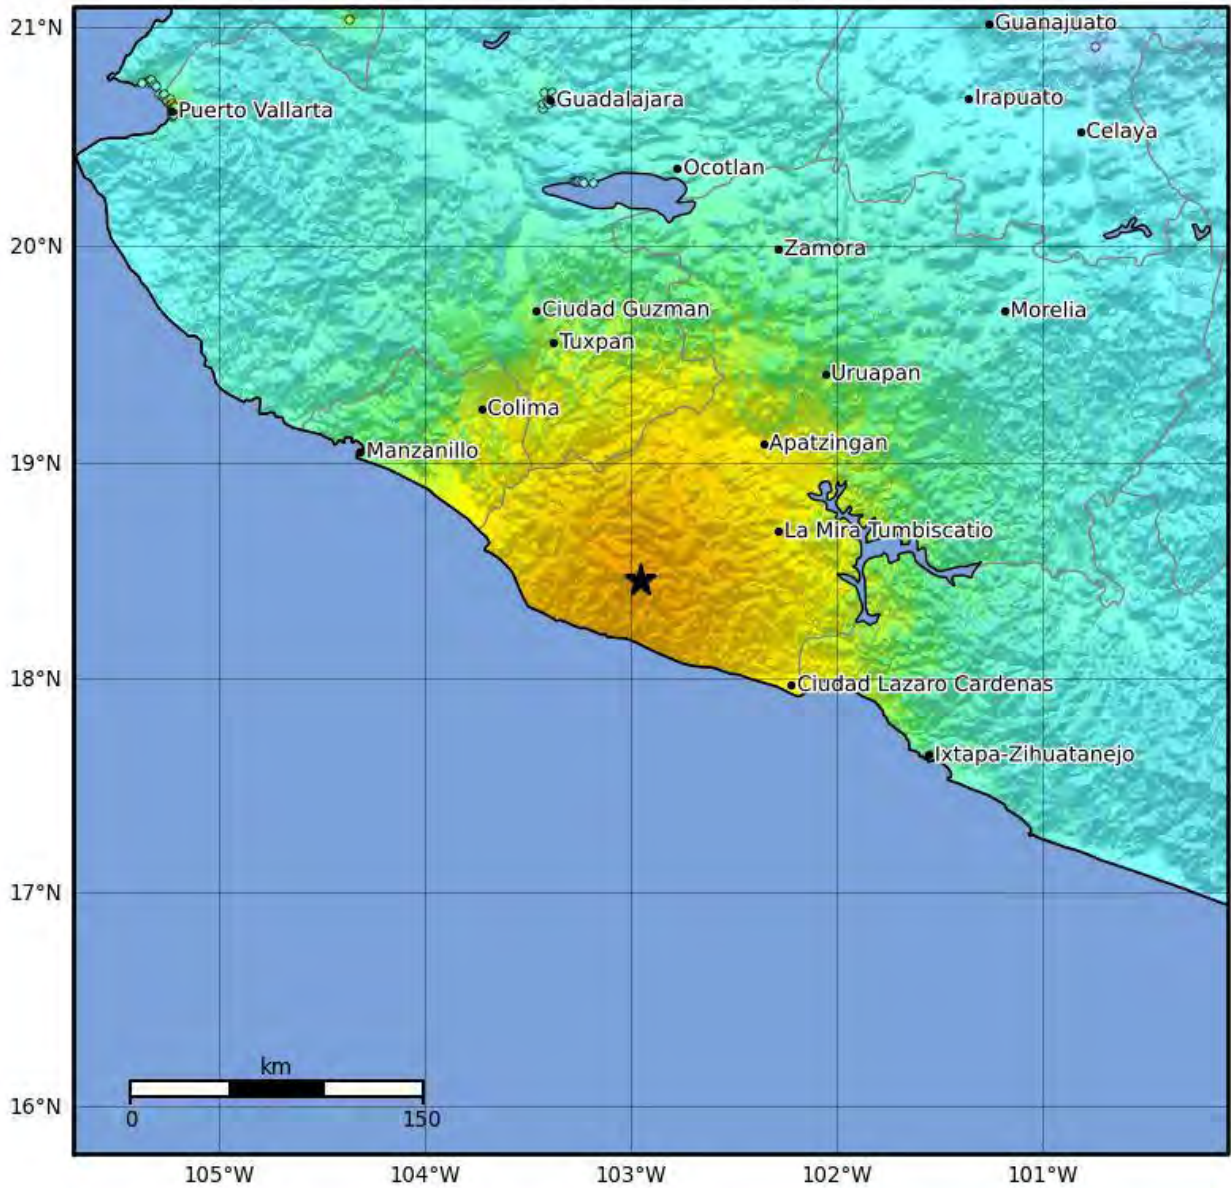 21°N
Guanajuato
Guadalajara
Irapuato
Puerto Vallarta
Celaya
Ocotlan
20°N
Zamora
Ciudad Guzman
Morelia
Tuxpan
Uruapan
Colima
Apatzingan
Manzanillo
19°N
La Mira Tumbiscatio
18°N
Ciudad Lazaro Cardenas
Ixtapa-Zihuatanejo
17°N
km
16°N
0 150
105°W 104°W 103°W 102°W 101°W